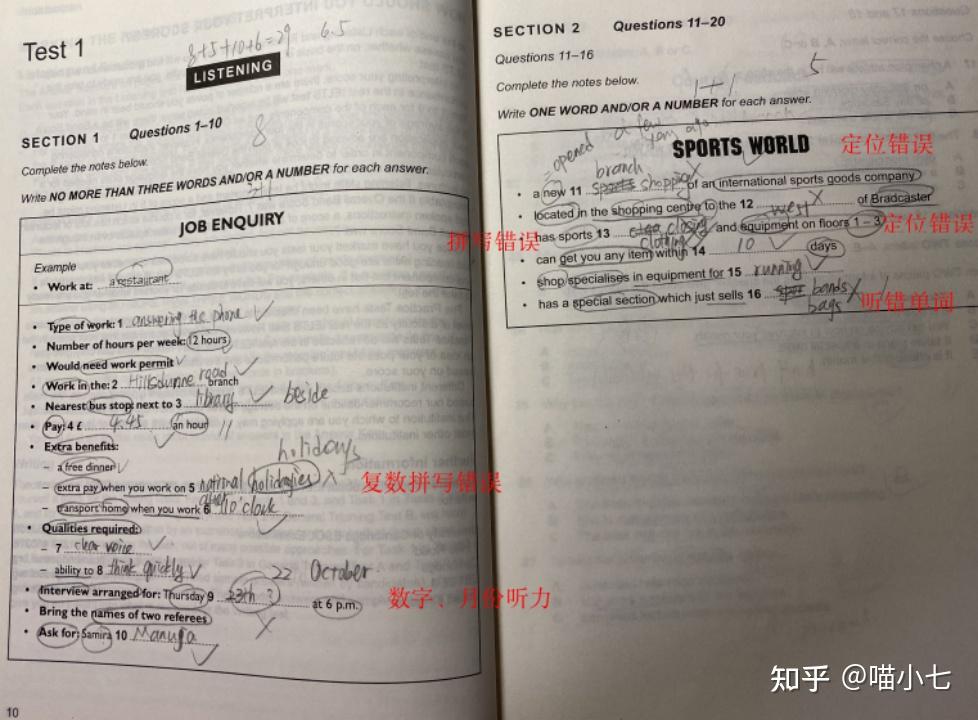 Test 1
8+5+10+6=29
6.5
LISTENING
SECTION 1 Questions 1–10
8
Complete the notes below.
Write NO MORE THAN THREE WORDS AND/OR A NUMBER for each answer.
JOB ENQUIRY
Example
• Work at: a restaurant
• Type of work: 1 answering the phone
• Number of hours per week: 12 hours
• Would need work permit
• Work in the: 2 Hillsdunne road branch
• Nearest bus stop: next to 3 library beside
• Pay: 4 £ 4.45 an hour
• Extra benefits:
holidays
– a free dinner
– extra pay when you work on 5 national
复数拼写错误
– transport home when you work 6 after 11 o'clock
• Qualities required:
– 7 clear voice
– ability to 8 think quickly
22 October
• Interview arranged for: Thursday 9 23th ? at 6 p.m.
数字、月份听力
• Bring the names of two referees
• Ask for: Samira 10 Manuja
10
SECTION 2 Questions 11–20
Questions 11–16
5
Complete the notes below.
1+1
Write ONE WORD AND/OR A NUMBER for each answer.
opened a few
SPORTS WORLD
定位错误
branch
• a new 11 shopping of an international sports goods company
• located in the shopping centre to the 12 west of Bradcaster
拼写错误
• has sports 13 closing and equipment on floors 1 – 3
定位错误
clothing
• can get you any item within 14 10 days
• shop specialises in equipment for 15 running
• has a special section which just sells 16 bands
听错单词
bags
知乎 @喵小七